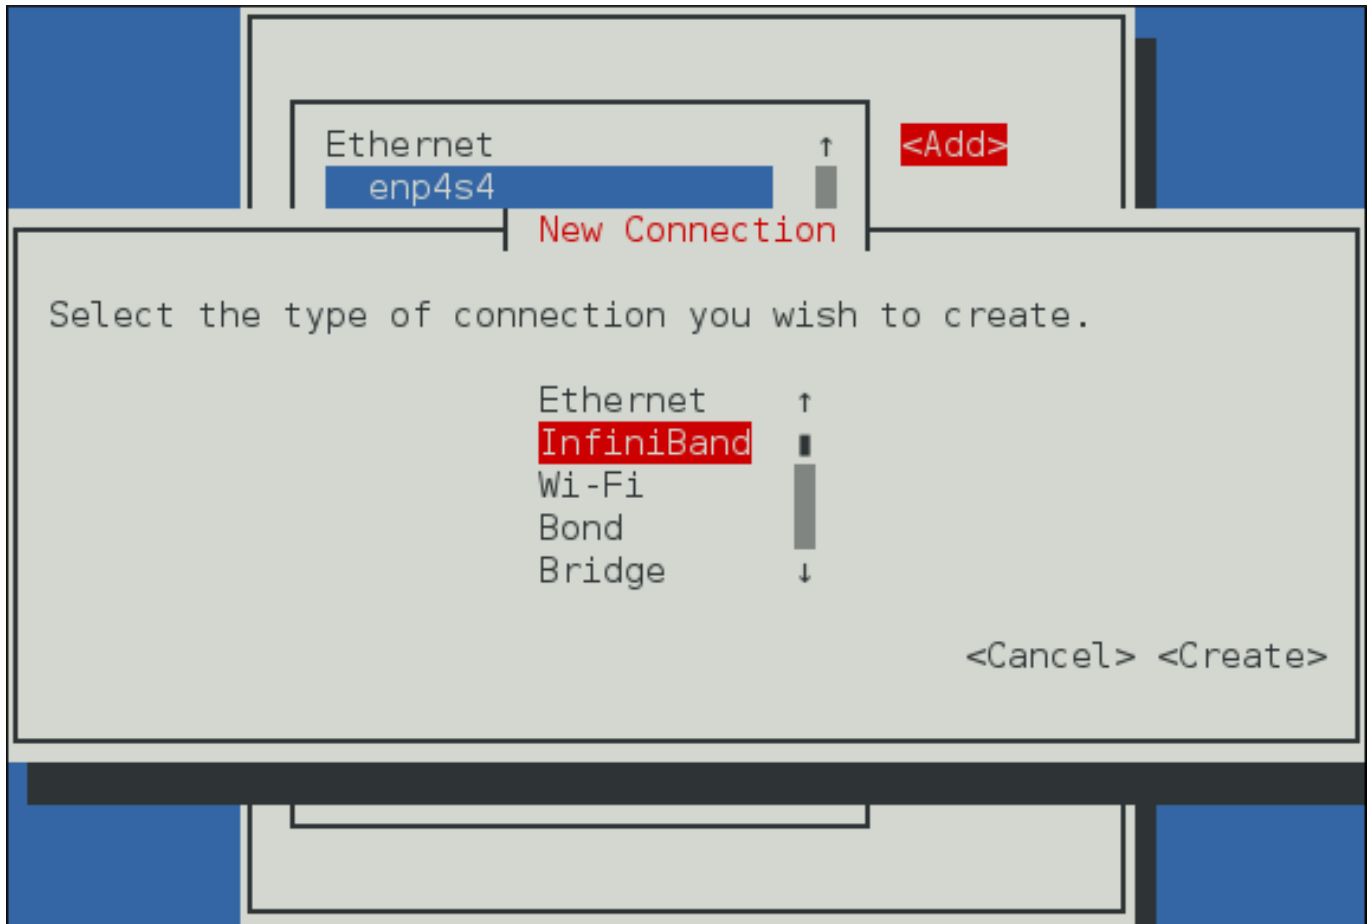 Ethernet ↑ <Add>
enp4s4
New Connection
Select the type of connection you wish to create.
Ethernet ↑
InfiniBand
Wi-Fi
Bond
Bridge ↓
<Cancel> <Create>